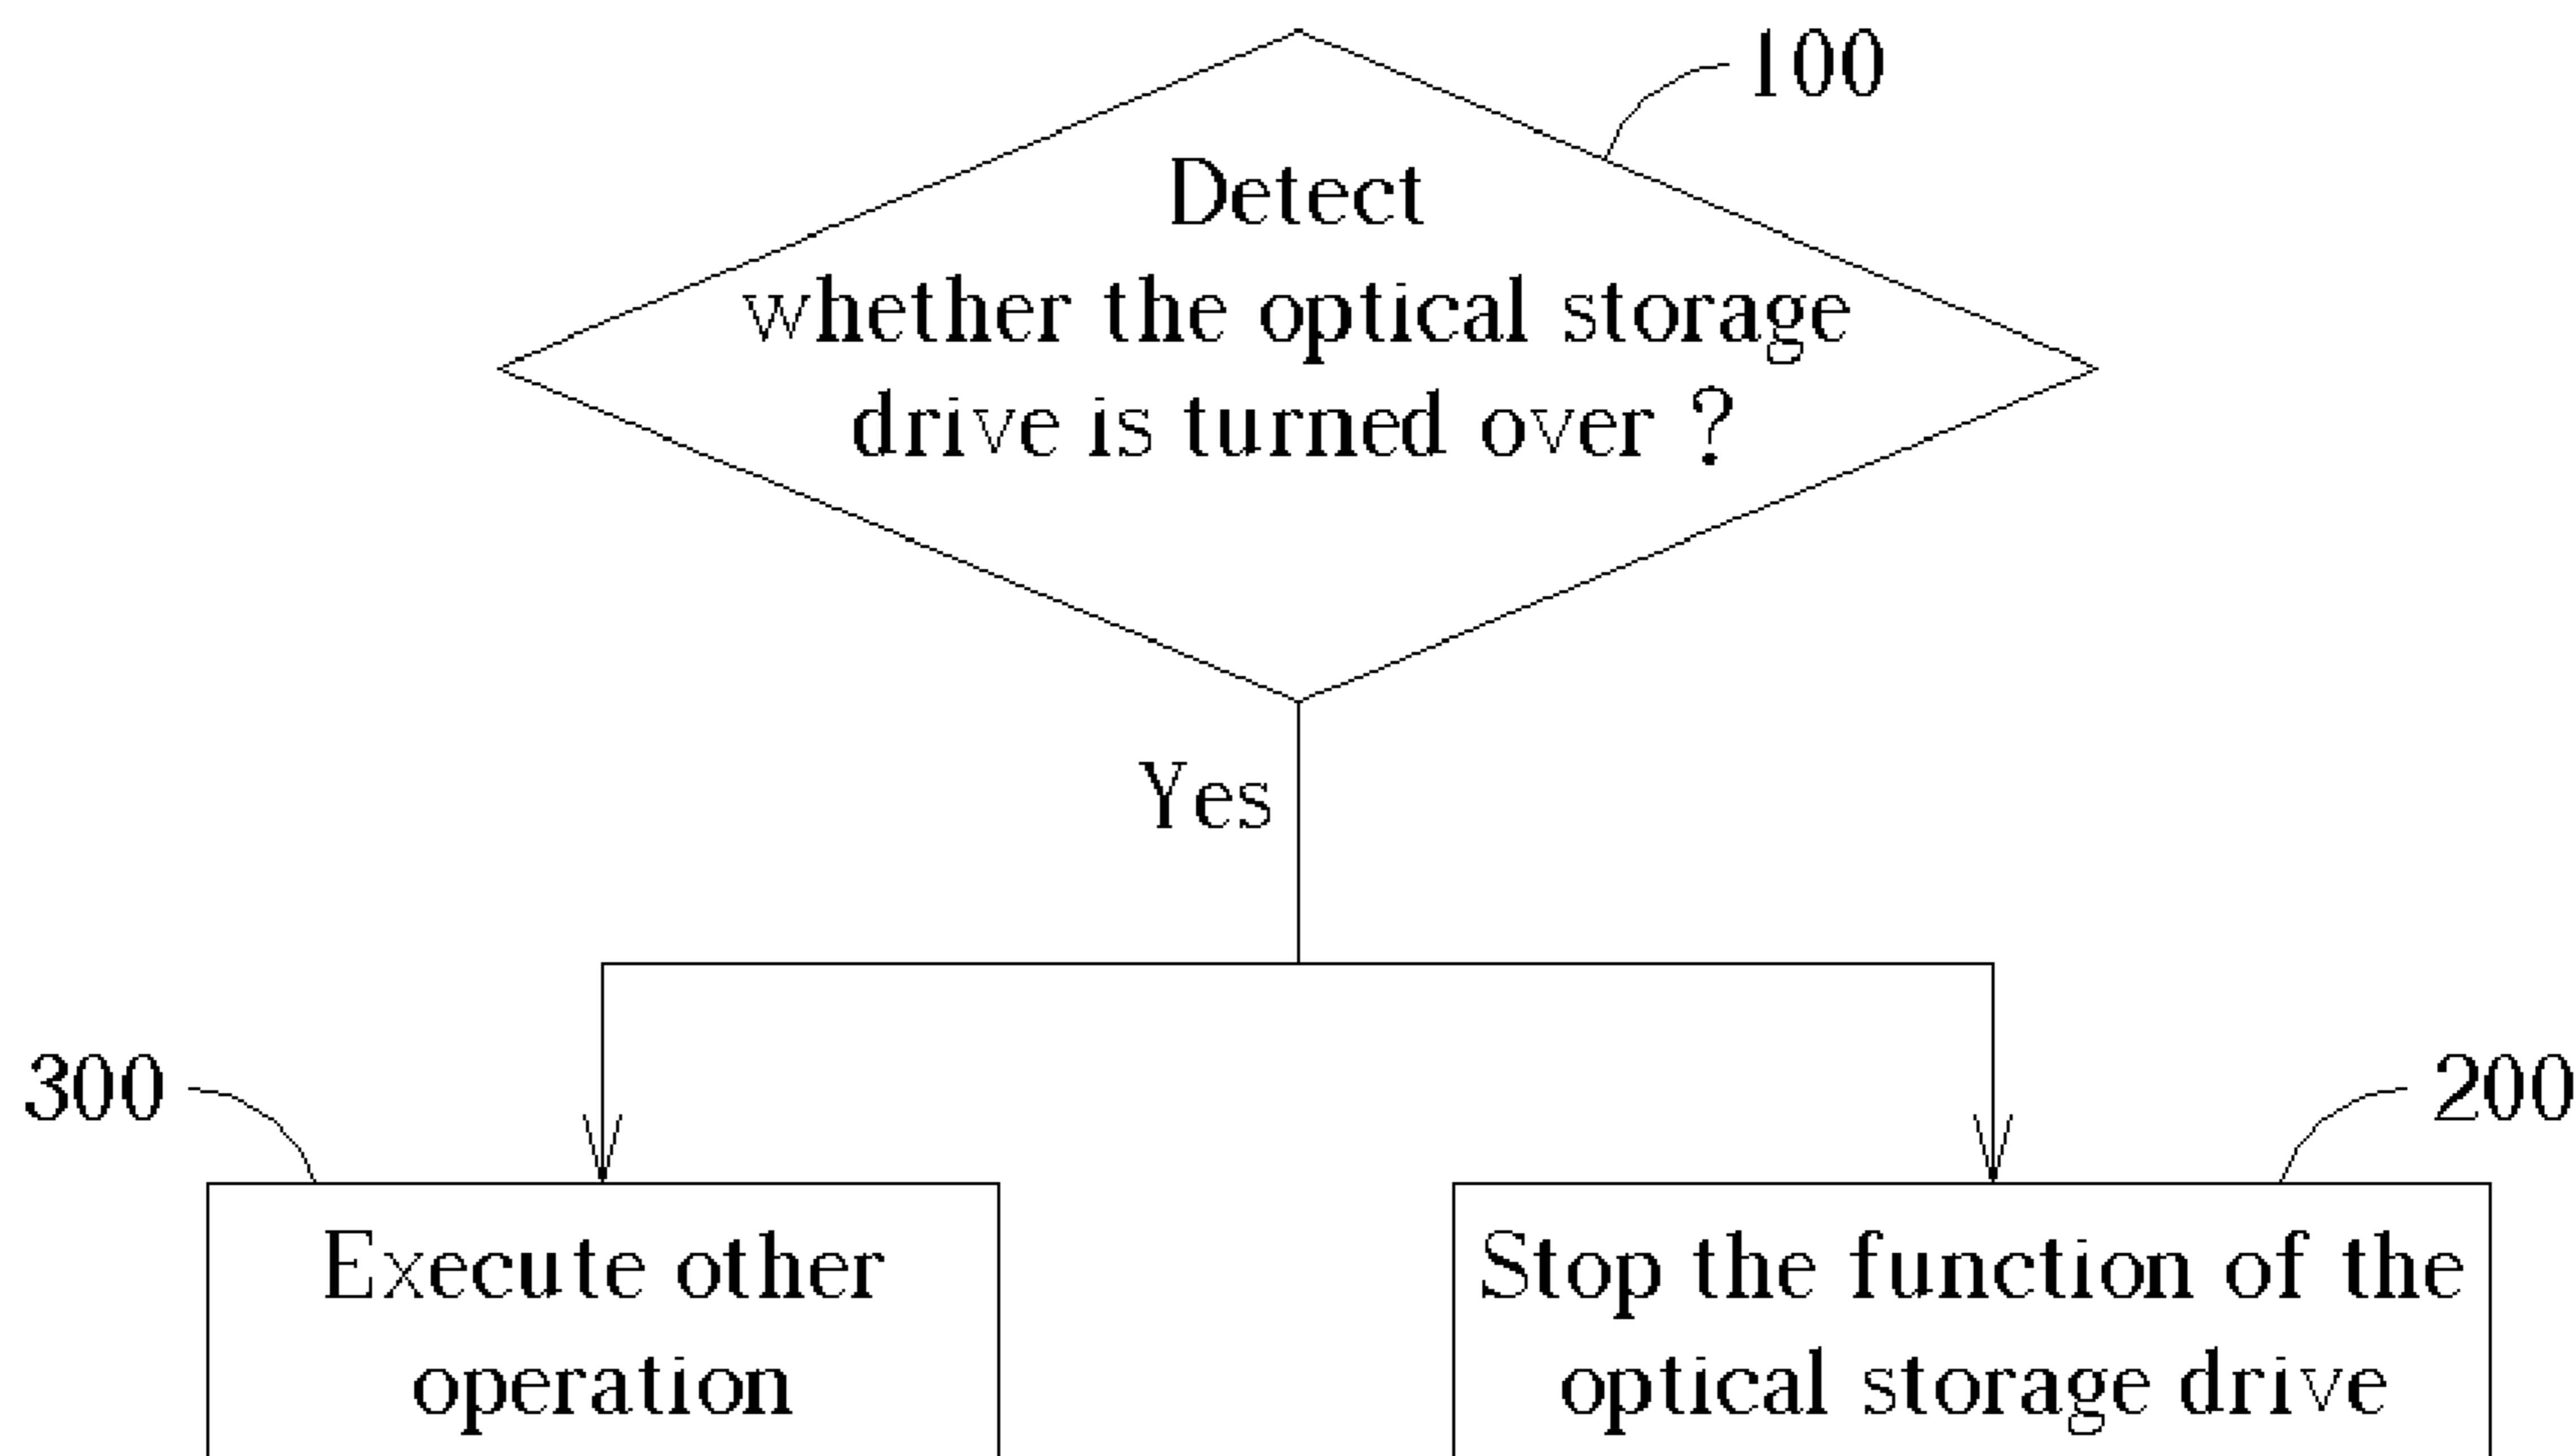 100
Detect
whether the optical storage
drive is turned over ?
Yes
300
200
Execute other
operation
Stop the function of the
optical storage drive